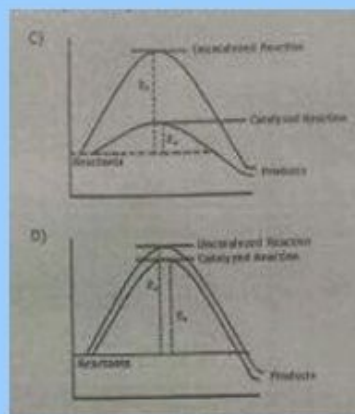 C)
Uncatalyzed Reaction
Catalyzed Reaction
Reactants
Products
D)
Uncatalyzed Reaction
Catalyzed Reaction
Reactants
Products